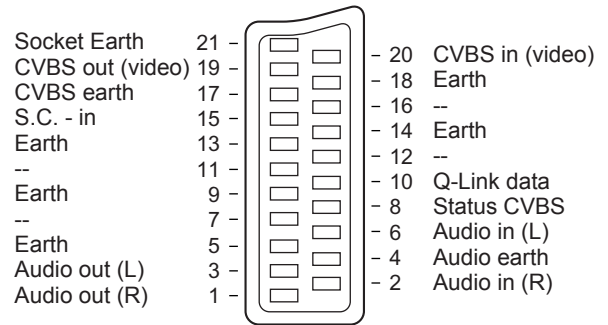 Socket Earth 21
CVBS out (video) 19
CVBS earth 17
S.C. - in 15
Earth 13
-- 11
Earth 9
-- 7
Earth 5
Audio out (L) 3
Audio out (R) 1
20 CVBS in (video)
18 Earth
16 --
14 Earth
12 --
10 Q-Link data
8 Status CVBS
6 Audio in (L)
4 Audio earth
2 Audio in (R)